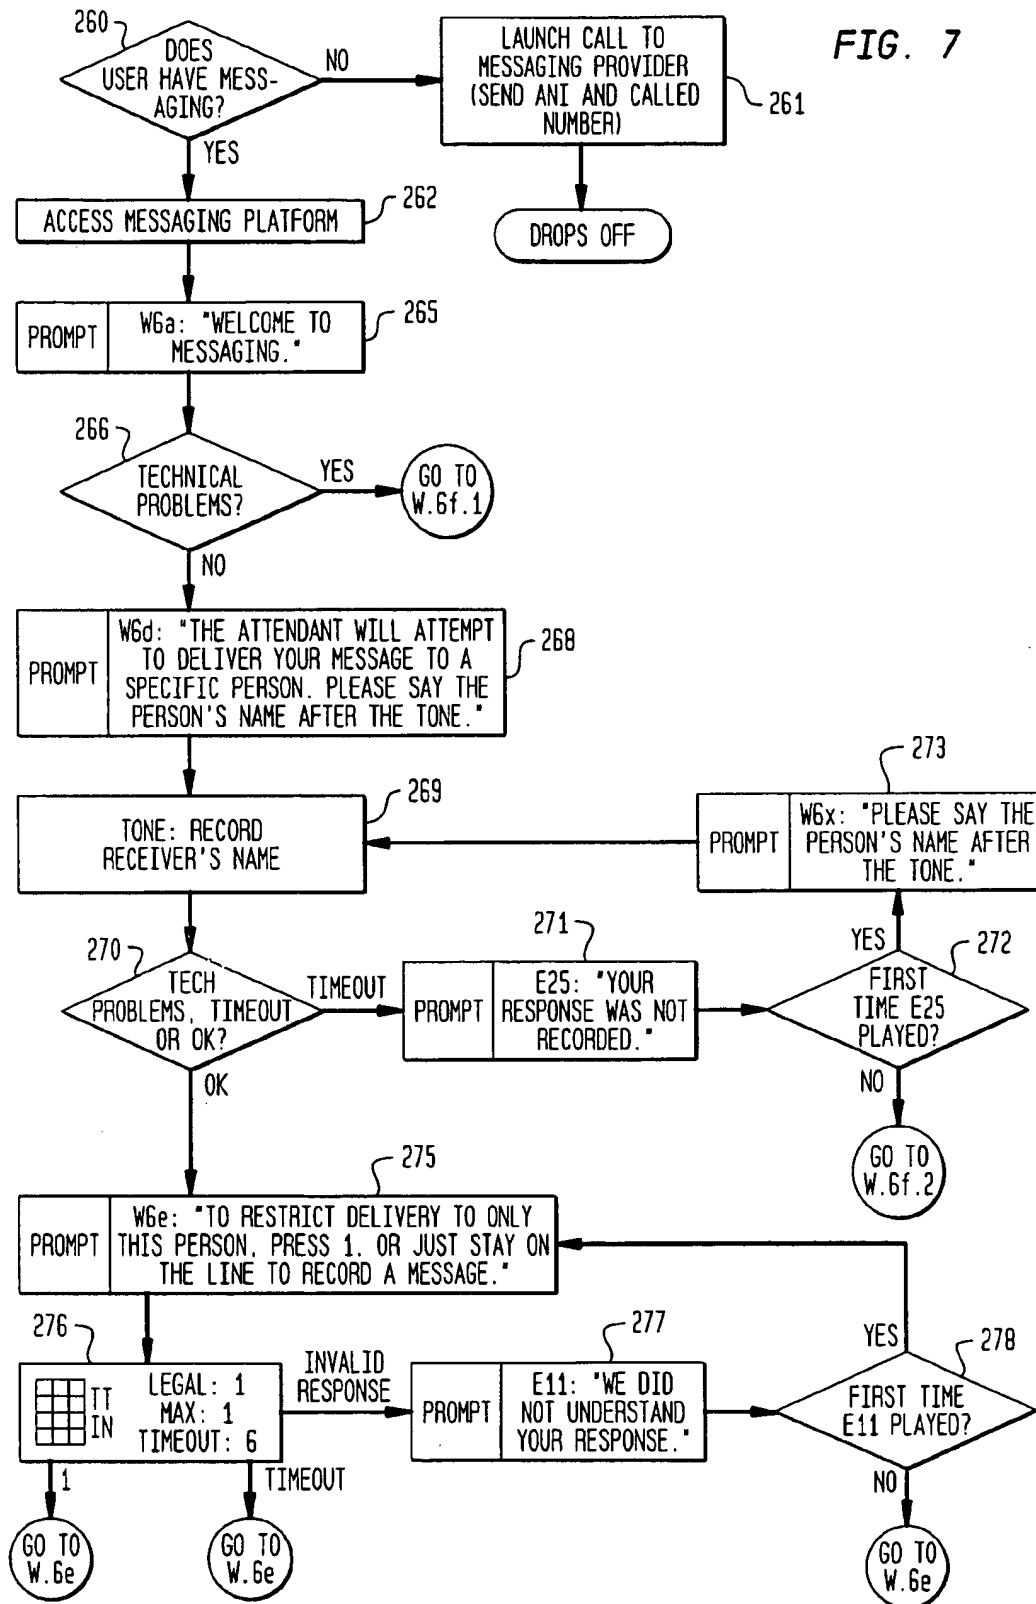 FIG. 7
260
DOES
USER HAVE MESS-
AGING?
NO
YES
LAUNCH CALL TO
MESSAGING PROVIDER
(SEND ANI AND CALLED
NUMBER)
261
DROPS OFF
262
ACCESS MESSAGING PLATFORM
265
PROMPT
W6a: "WELCOME TO
MESSAGING."
266
TECHNICAL
PROBLEMS?
YES
GO TO
W.6f.1
NO
268
PROMPT
W6d: "THE ATTENDANT WILL ATTEMPT
TO DELIVER YOUR MESSAGE TO A
SPECIFIC PERSON. PLEASE SAY THE
PERSON'S NAME AFTER THE TONE."
269
TONE: RECORD
RECEIVER'S NAME
273
PROMPT
W6x: "PLEASE SAY THE
PERSON'S NAME AFTER
THE TONE."
270
TECH
PROBLEMS, TIMEOUT
OR OK?
TIMEOUT
OK
271
PROMPT
E25: "YOUR
RESPONSE WAS NOT
RECORDED."
YES
272
FIRST
TIME E25
PLAYED?
NO
GO TO
W.6f.2
275
PROMPT
W6e: "TO RESTRICT DELIVERY TO ONLY
THIS PERSON, PRESS 1. OR JUST STAY ON
THE LINE TO RECORD A MESSAGE."
276
TT
IN
LEGAL: 1
MAX: 1
TIMEOUT: 6
INVALID
RESPONSE
277
PROMPT
E11: "WE DID
NOT UNDERSTAND
YOUR RESPONSE."
YES
278
FIRST TIME
E11 PLAYED?
NO
1
TIMEOUT
GO TO
W.6e
GO TO
W.6e
GO TO
W.6e